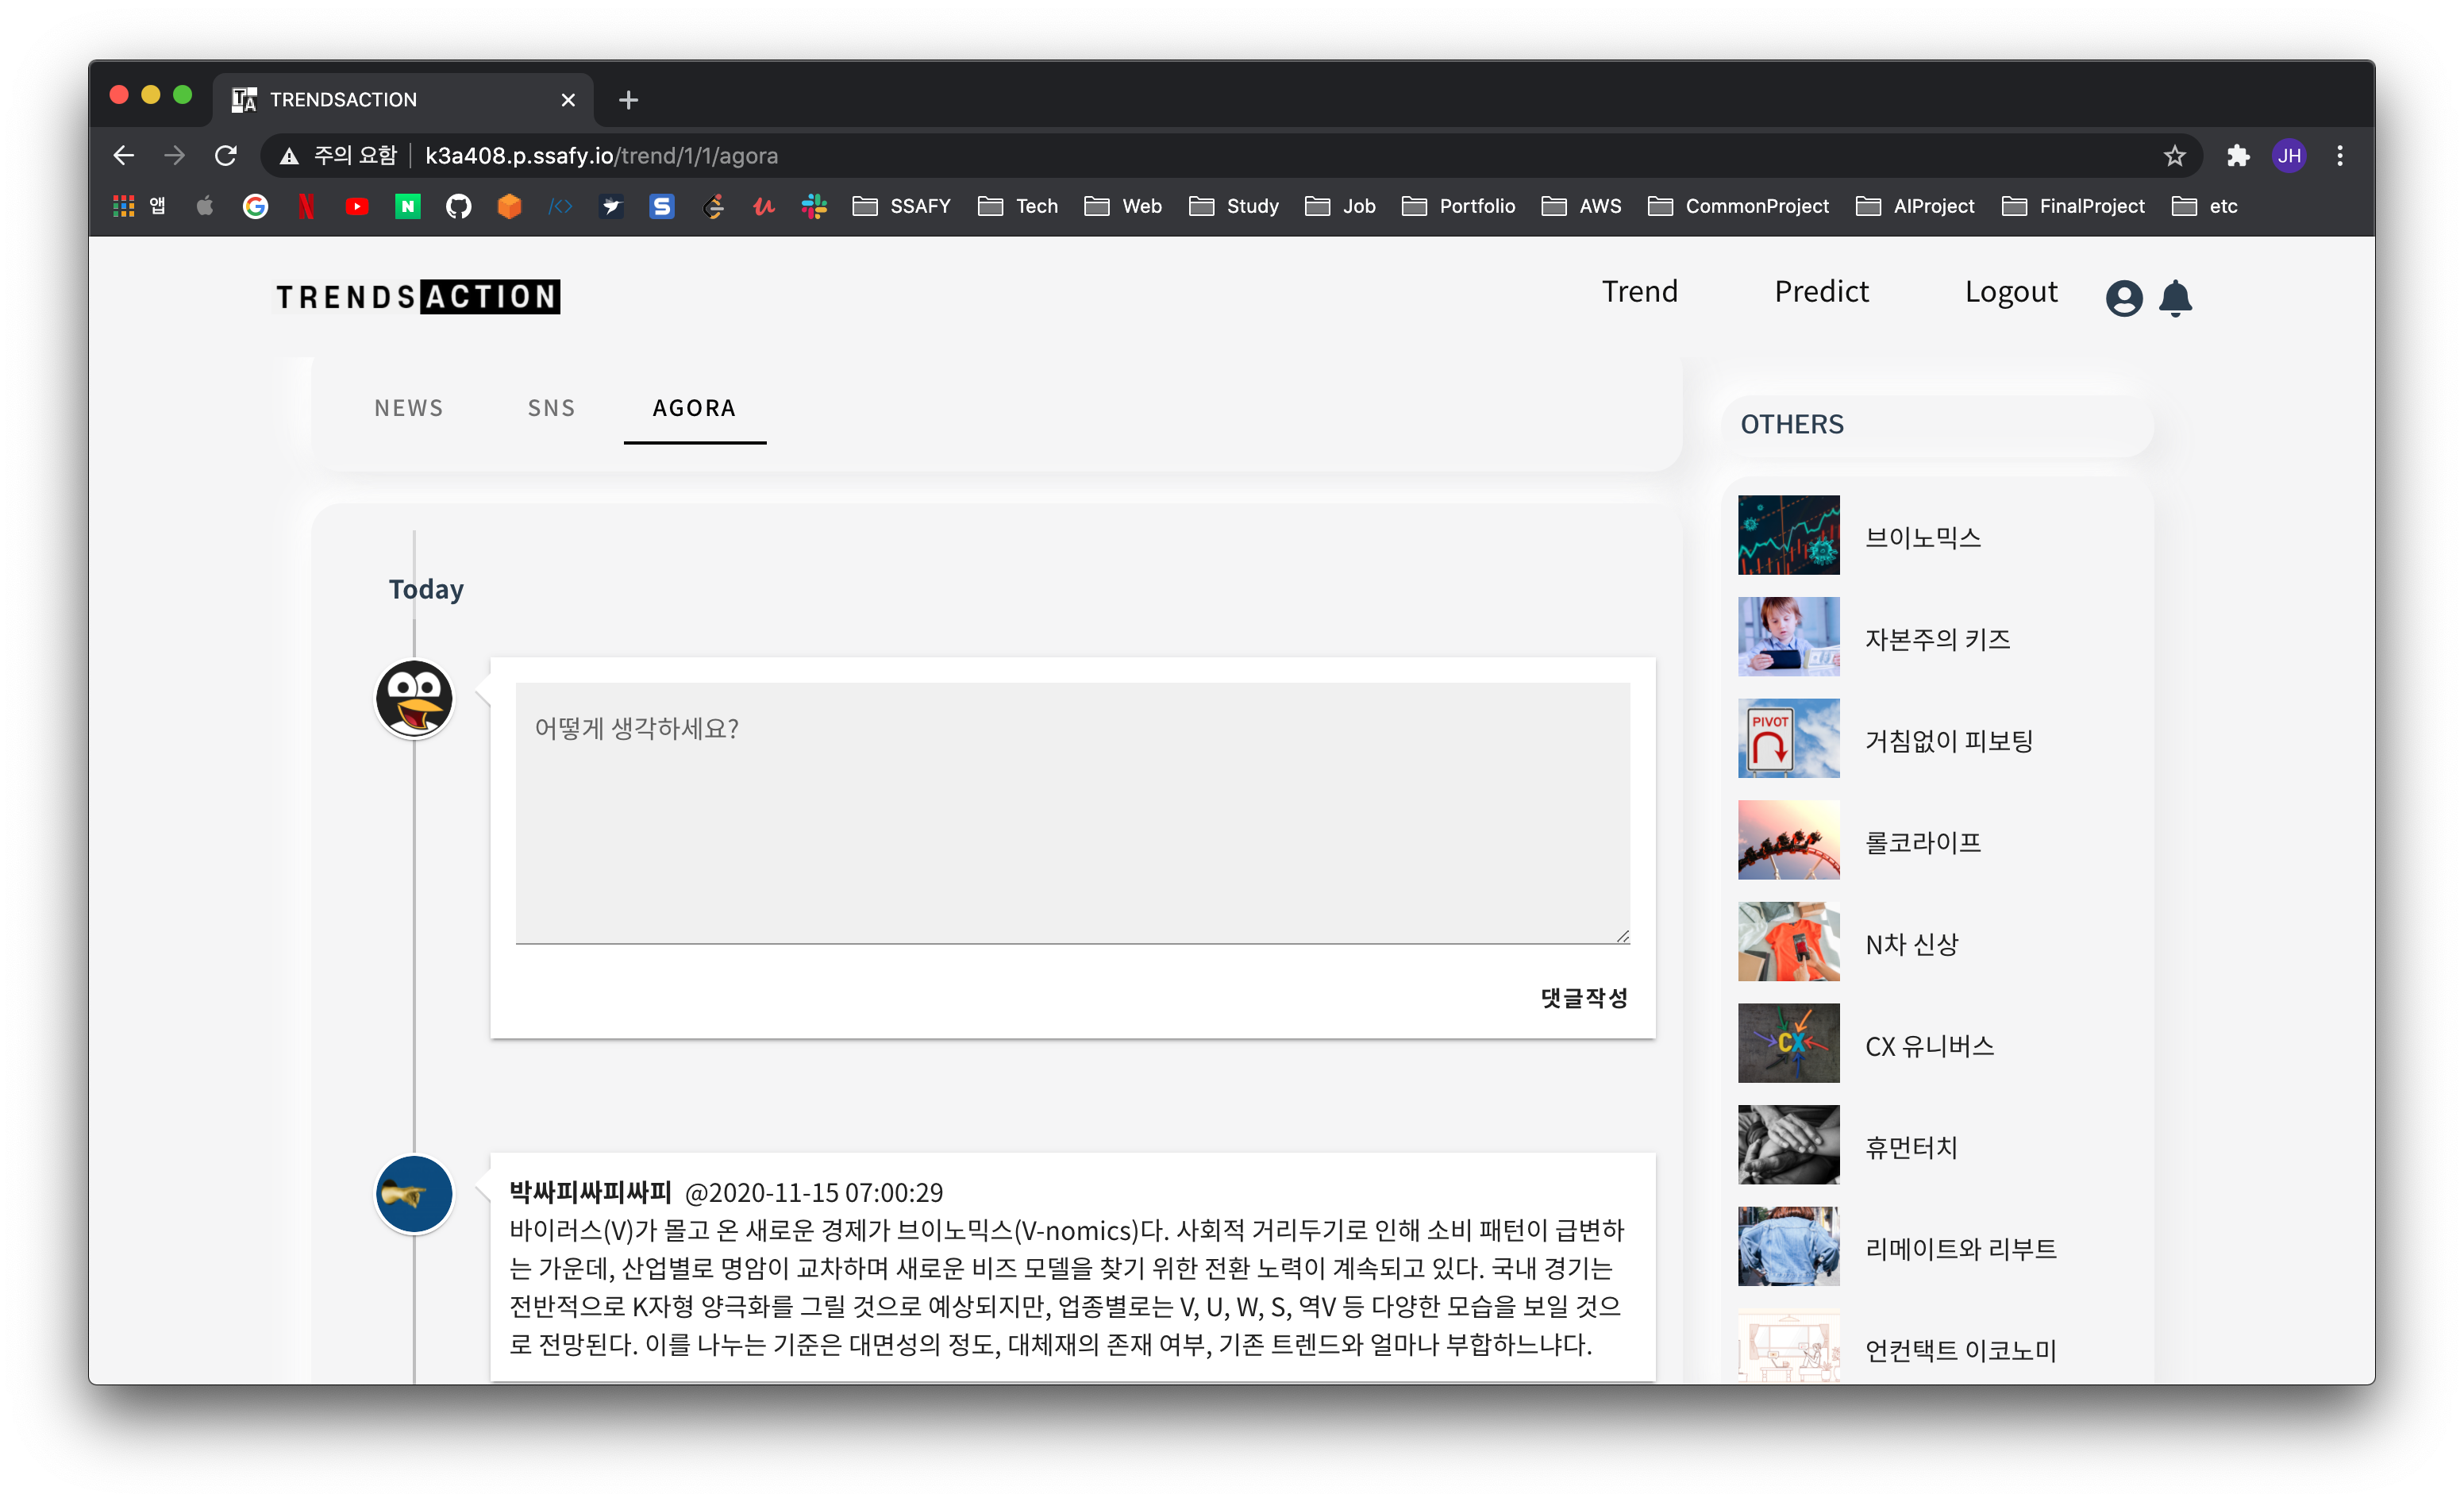 TRENDSACTION
주의 요함 k3a408.p.ssafy.io/trend/1/1/agora
JH
앱 SSAFY Tech Web Study Job Portfolio AWS CommonProject AIProject FinalProject etc
TRENDSACTION
Trend Predict Logout
NEWS SNS AGORA
Today
어떻게 생각하세요?
댓글작성
박싸피싸피싸피 @2020-11-15 07:00:29
바이러스(V)가 몰고 온 새로운 경제가 브이노믹스(V-nomics)다. 사회적 거리두기로 인해 소비 패턴이 급변하
는 가운데, 산업별로 명암이 교차하며 새로운 비즈 모델을 찾기 위한 전환 노력이 계속되고 있다. 국내 경기는
전반적으로 K자형 양극화를 그릴 것으로 예상되지만, 업종별로는 V, U, W, S, 역V 등 다양한 모습을 보일 것으
로 전망된다. 이를 나누는 기준은 대면성의 정도, 대체재의 존재 여부, 기존 트렌드와 얼마나 부합하느냐다.
OTHERS
브이노믹스
자본주의 키즈
PIVOT
거침없이 피보팅
롤코라이프
N차 신상
CX
CX 유니버스
휴먼터치
리메이트와 리부트
언컨택트 이코노미